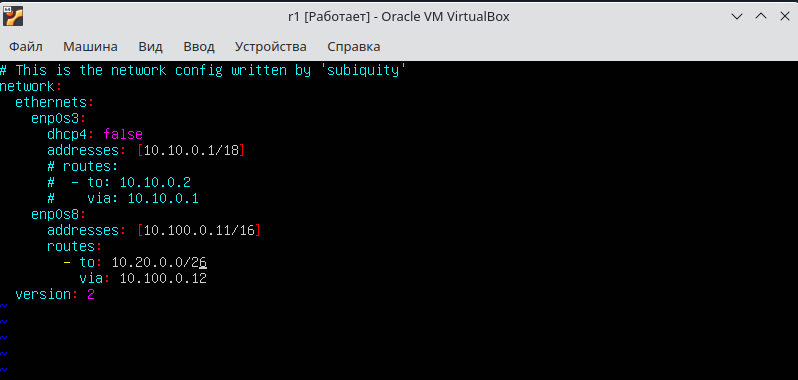 r1 [Работает] - Oracle VM VirtualBox
Файл Машина Вид Ввод Устройства Справка
# This is the network config written by 'subiquity'
network:
  ethernets:
    enp0s3:
      dhcp4: false
      addresses: [10.10.0.1/18]
      # routes:
      #  - to: 10.10.0.2
      #    via: 10.10.0.1
    enp0s8:
      addresses: [10.100.0.11/16]
      routes:
        - to: 10.20.0.0/26
          via: 10.100.0.12
  version: 2
~
~
~
~
~